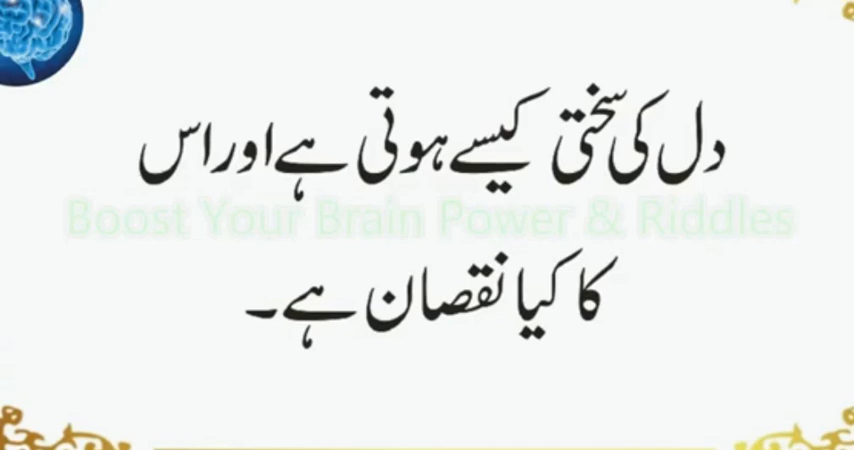 دل کی سختی کیسے ہوتی ہے اور اس
Boost Your Brain Power & Riddles
کا کیا نقصان ہے۔